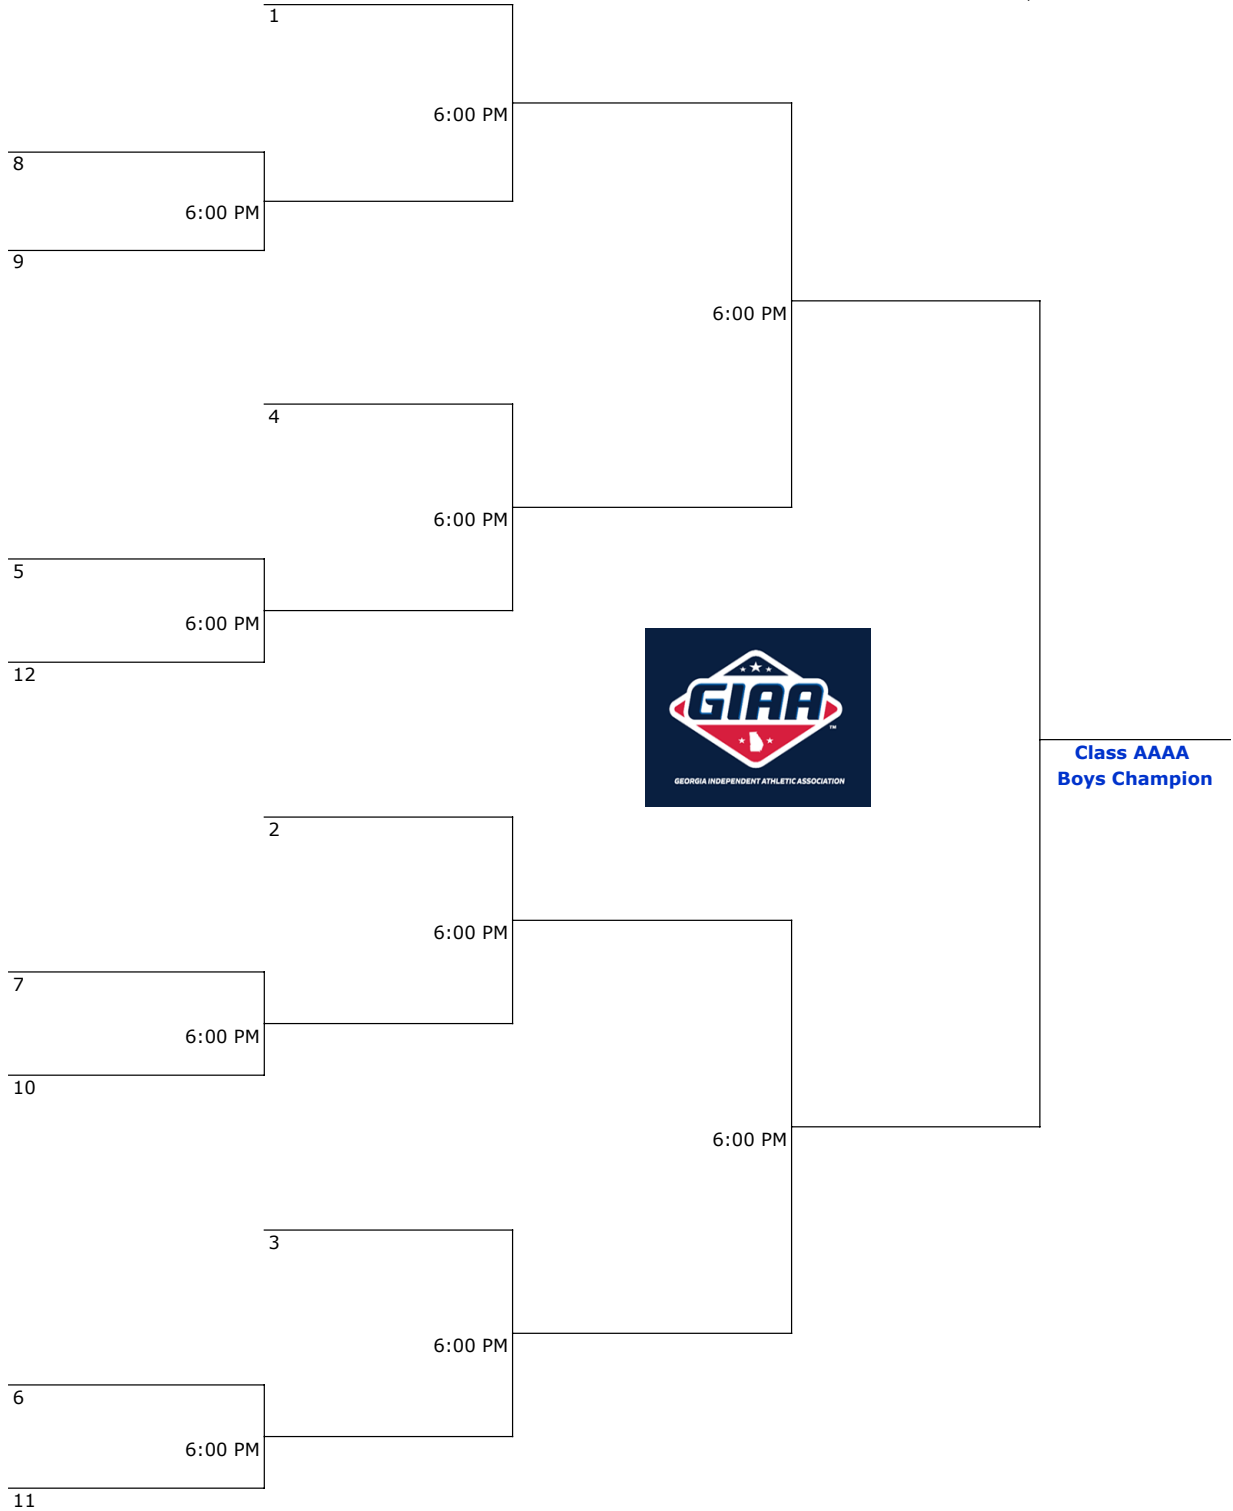 1
6:00 PM
8
6:00 PM
9
6:00 PM
4
6:00 PM
5
6:00 PM
12
GIAA
TM
GEORGIA INDEPENDENT ATHLETIC ASSOCIATION
Class AAAA
Boys Champion
2
6:00 PM
7
6:00 PM
10
6:00 PM
3
6:00 PM
6
6:00 PM
11